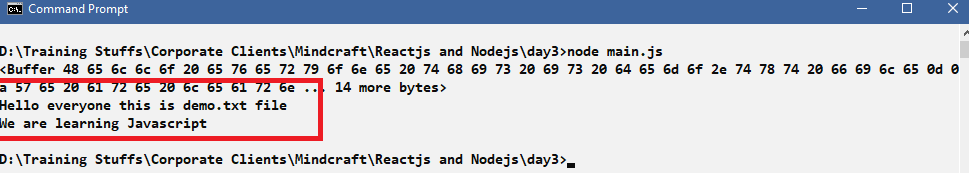 Command Prompt
D:\Training Stuffs\Corporate Clients\Mindcraft\Reactjs and Nodejs\day3>node main.js
<Buffer 48 65 6c 6c 6f 20 65 76 65 72 79 6f 6e 65 20 74 68 69 73 20 69 73 20 64 65 6d 6f 2e 74 78 74 20 66 69 6c 65 0d 0
a 57 65 20 61 72 65 20 6c 65 61 72 6e ... 14 more bytes>
Hello everyone this is demo.txt file
We are learning Javascript
D:\Training Stuffs\Corporate Clients\Mindcraft\Reactjs and Nodejs\day3>